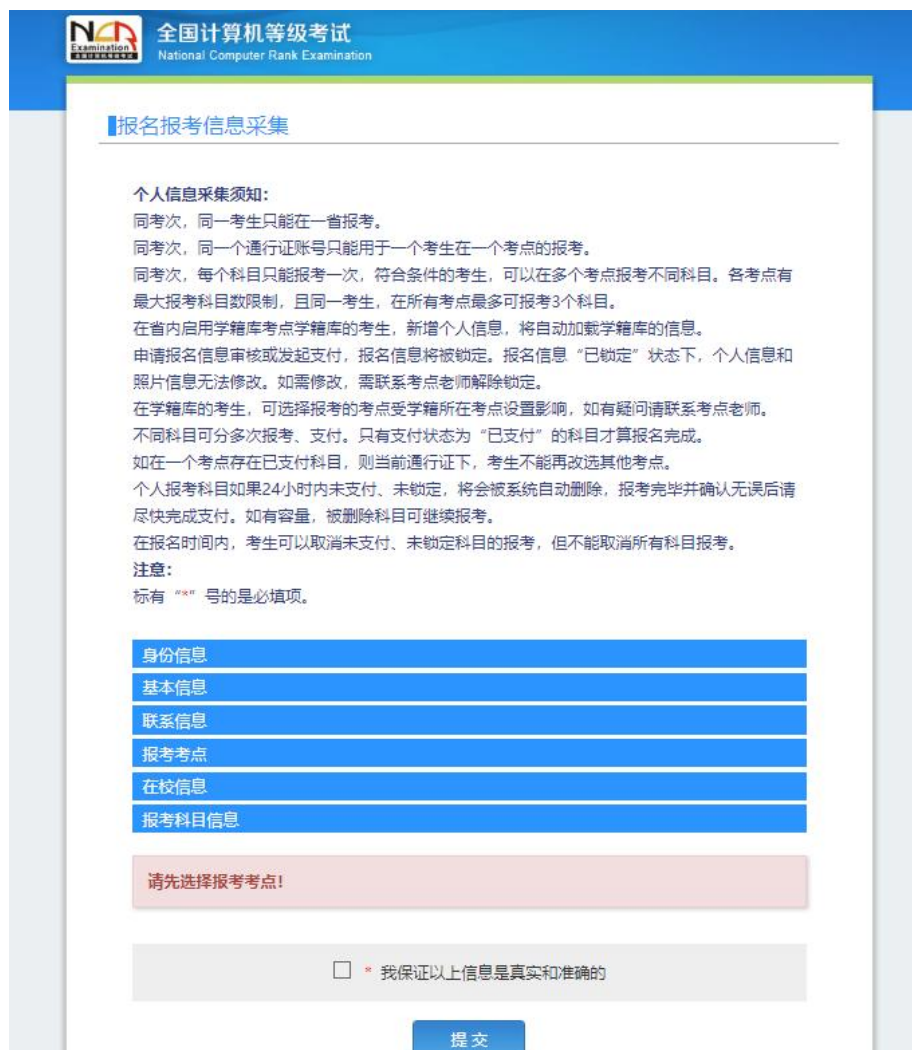 NCR
Examination
全国计算机等级考试
National Computer Rank Examination
报名报考信息采集
个人信息采集须知：
同考次，同一考生只能在一省报考。
同考次，同一个通行证账号只能用于一个考生在一个考点的报考。
同考次，每个科目只能报考一次，符合条件的考生，可以在多个考点报考不同科目。各考点有
最大报考科目数限制，且同一考生，在所有考点最多可报考3个科目。
在省内启用学籍库考点学籍库的考生，新增个人信息，将自动加载学籍库的信息。
申请报名信息审核或发起支付，报名信息将被锁定。报名信息“已锁定”状态下，个人信息和
照片信息无法修改。如需修改，需联系考点老师解除锁定。
在学籍库的考生，可选择报考的考点受学籍所在考点设置影响，如有疑问请联系考点老师。
不同科目可分多次报考、支付。只有支付状态为“已支付”的科目才算报名完成。
如在一个考点存在已支付科目，则当前通行证下，考生不能再改选其他考点。
个人报考科目如果24小时内未支付、未锁定，将会被系统自动删除，报考完毕并确认无误后请
尽快完成支付。如有容量，被删除科目可继续报考。
在报名时间内，考生可以取消未支付、未锁定科目的报考，但不能取消所有科目报考。
注意：
标有“*”号的是必填项。
身份信息
基本信息
联系信息
报考考点
在校信息
报考科目信息
请先选择报考考点!
* 我保证以上信息是真实和准确的
提交